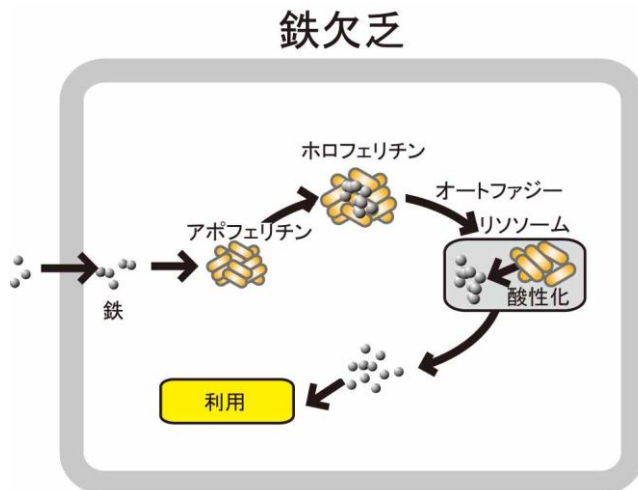 鉄欠乏
ホロフェリチン
オートファジー
アポフェリチン
リソソーム
酸性化
鉄
利用